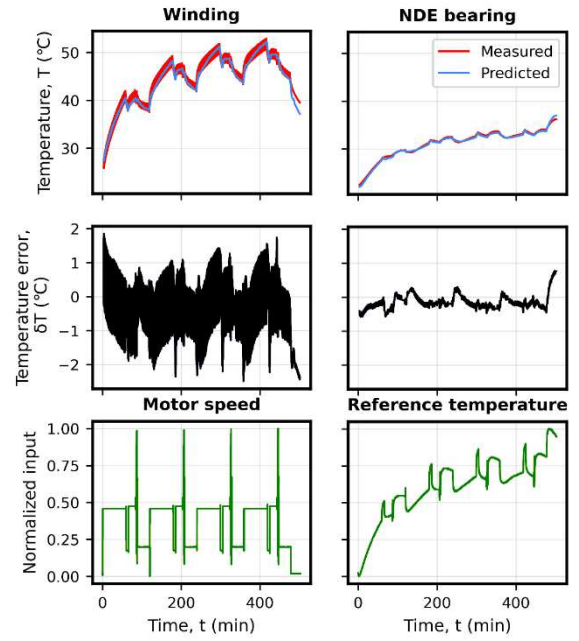 Winding
NDE bearing
Temperature, T (°C)
50
40
30
Measured
Predicted
Temperature error,
δT (°C)
2
1
0
−1
−2
Motor speed
Reference temperature
Normalized input
1.00
0.75
0.50
0.25
0.00
0
200
400
0
200
400
Time, t (min)
Time, t (min)